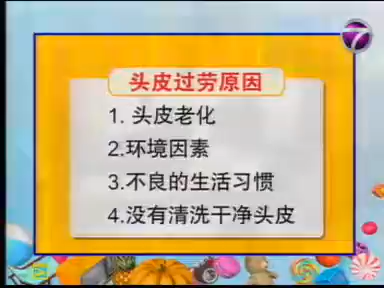 7
头皮过劳原因
1. 头皮老化
2.环境因素
3.不良的生活习惯
4.没有清洗干净头皮